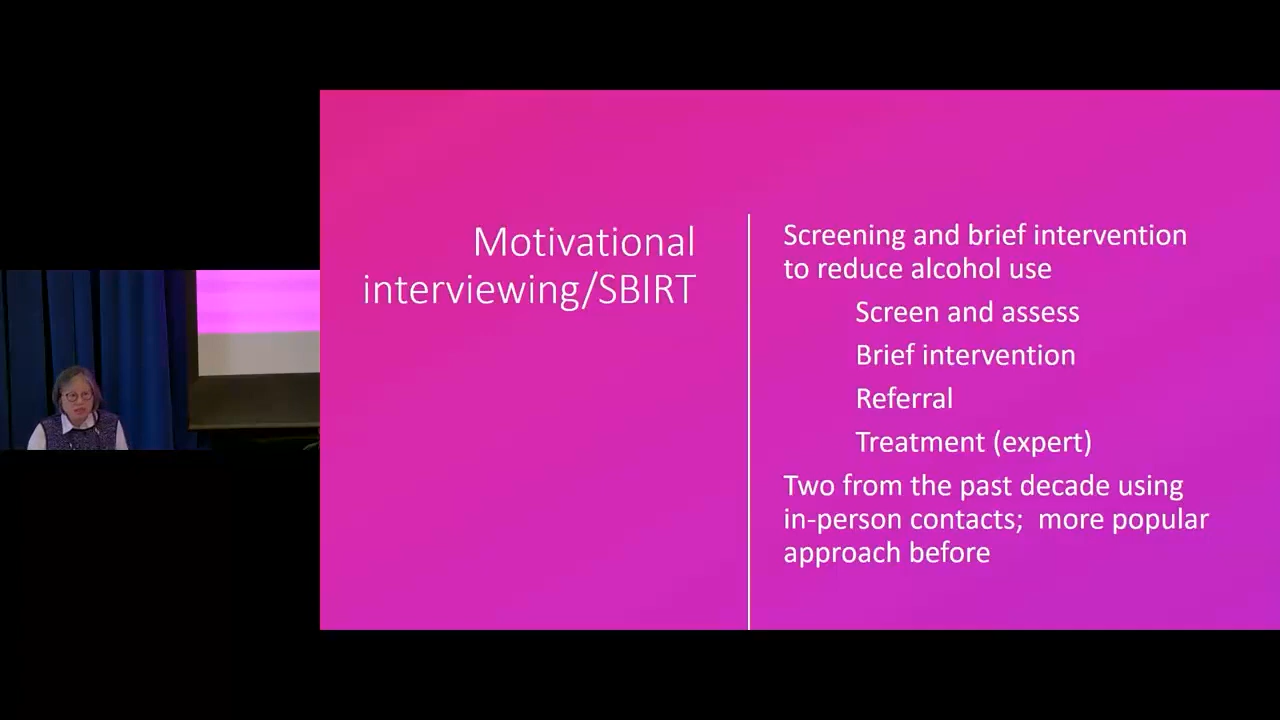 Motivational
interviewing/SBIRT
Screening and brief intervention
to reduce alcohol use
Screen and assess
Brief intervention
Referral
Treatment (expert)
Two from the past decade using
in-person contacts;  more popular
approach before